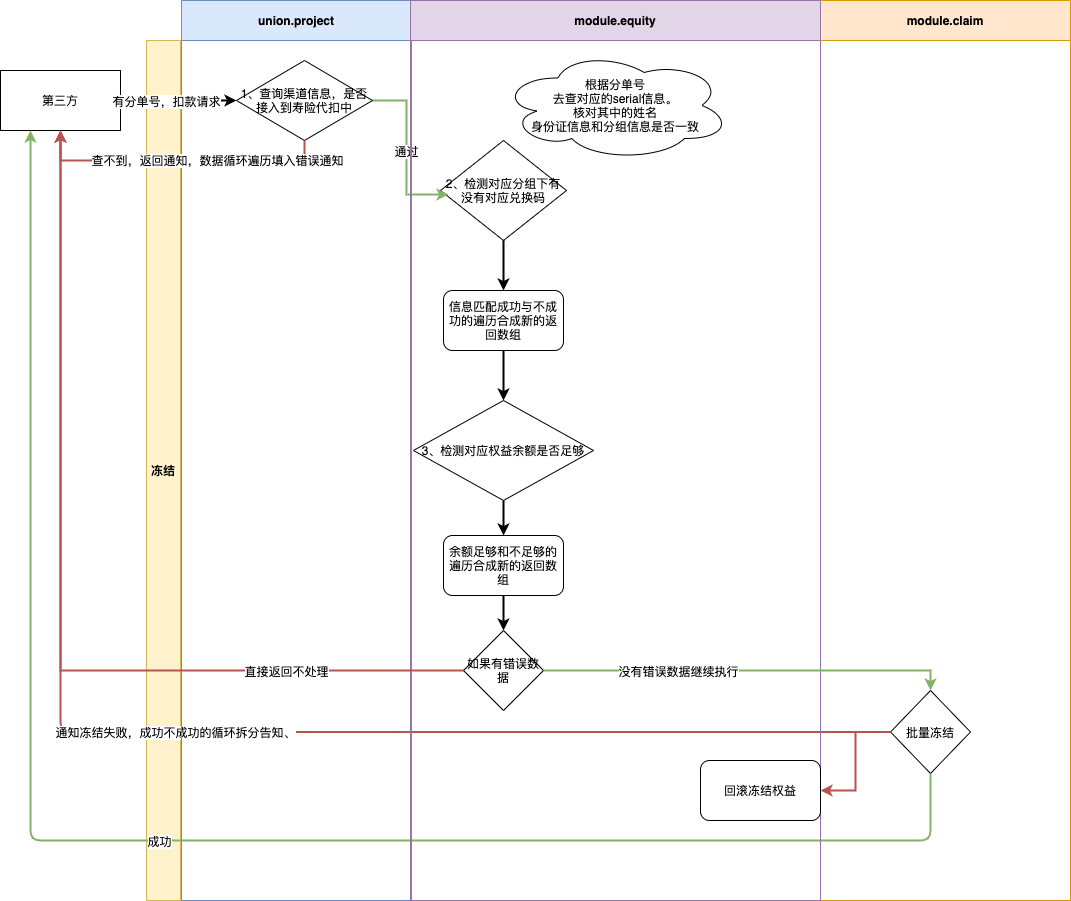 union.project
module.equity
module.claim
第三方
有分单号，扣款请求
1、查询渠道信息，是否
接入到寿险代扣中
根据分单号
去查对应的serial信息。
核对其中的姓名
身份证信息和分组信息是否一致
通过
查不到，返回通知，数据循环遍历填入错误通知
2、检测对应分组下有
没有对应兑换码
信息匹配成功与不成
功的遍历合成新的返
回数组
3、检测对应权益余额是否足够
冻结
余额足够和不足够的
遍历合成新的返回数
组
如果有错误数
据
直接返回不处理
没有错误数据继续执行
通知冻结失败，成功不成功的循环拆分告知、
批量冻结
回滚冻结权益
成功